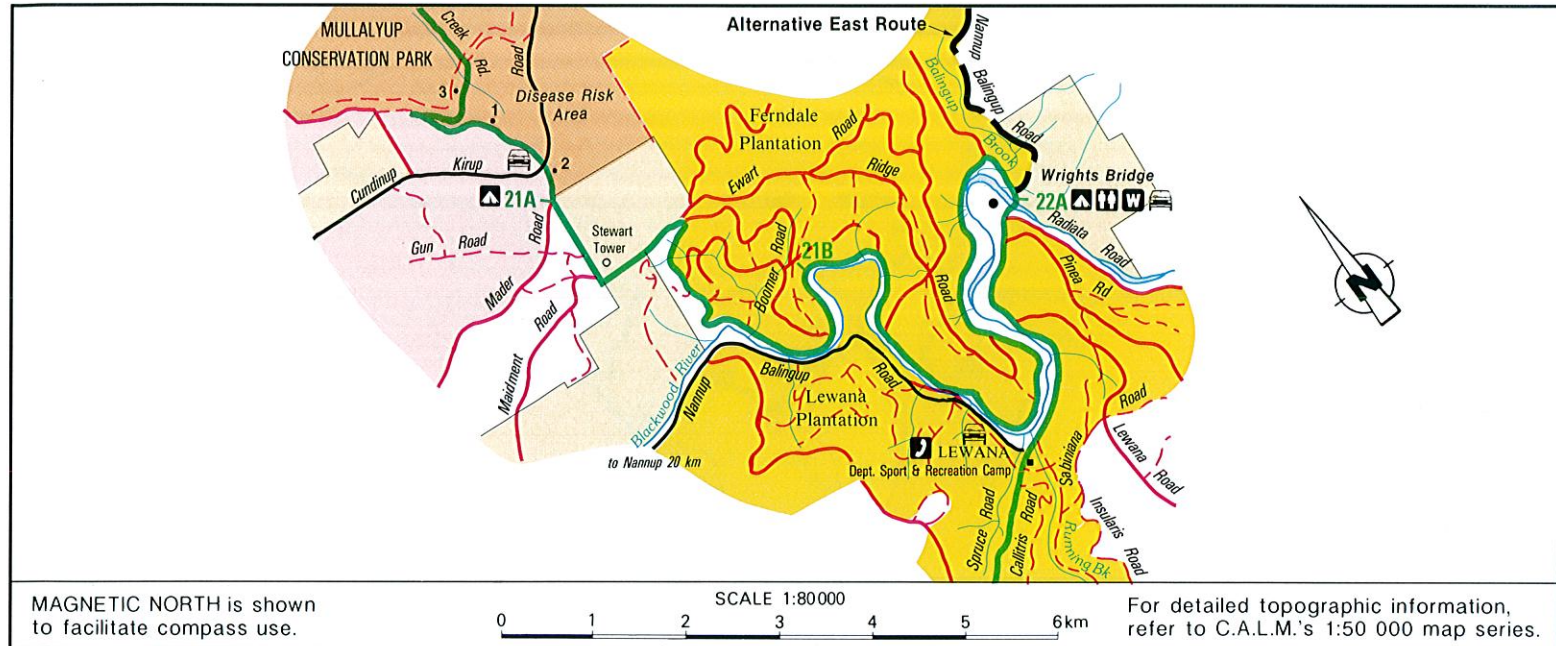 MULLALYUP
CONSERVATION PARK
Creek
Rd.
Road
3
1
Disease Risk
Area
2
Cundinup
Kirup
21A
Gun Road
Mader
Road
Maidment
Road
Stewart
Tower
Alternative East Route
Nannup
Balingup
Road
Balingup
Brook
Ferndale
Plantation
Ewart
Ridge
Road
Road
Boomer
Road
21B
Wrights Bridge
22A
W
Radiata
Road
Pinea
Rd
Blackwood River
Nannup
Balingup
Road
to Nannup 20 km
Lewana
Plantation
LEWANA
Dept. Sport & Recreation Camp
Spruce Road
Callitris Road
Sabiniana
Road
Lewana
Road
Insularis
Road
Running Bk
N
MAGNETIC NORTH is shown
to facilitate compass use.
SCALE 1:80000
0 1 2 3 4 5 6km
For detailed topographic information,
refer to C.A.L.M.'s 1:50 000 map series.